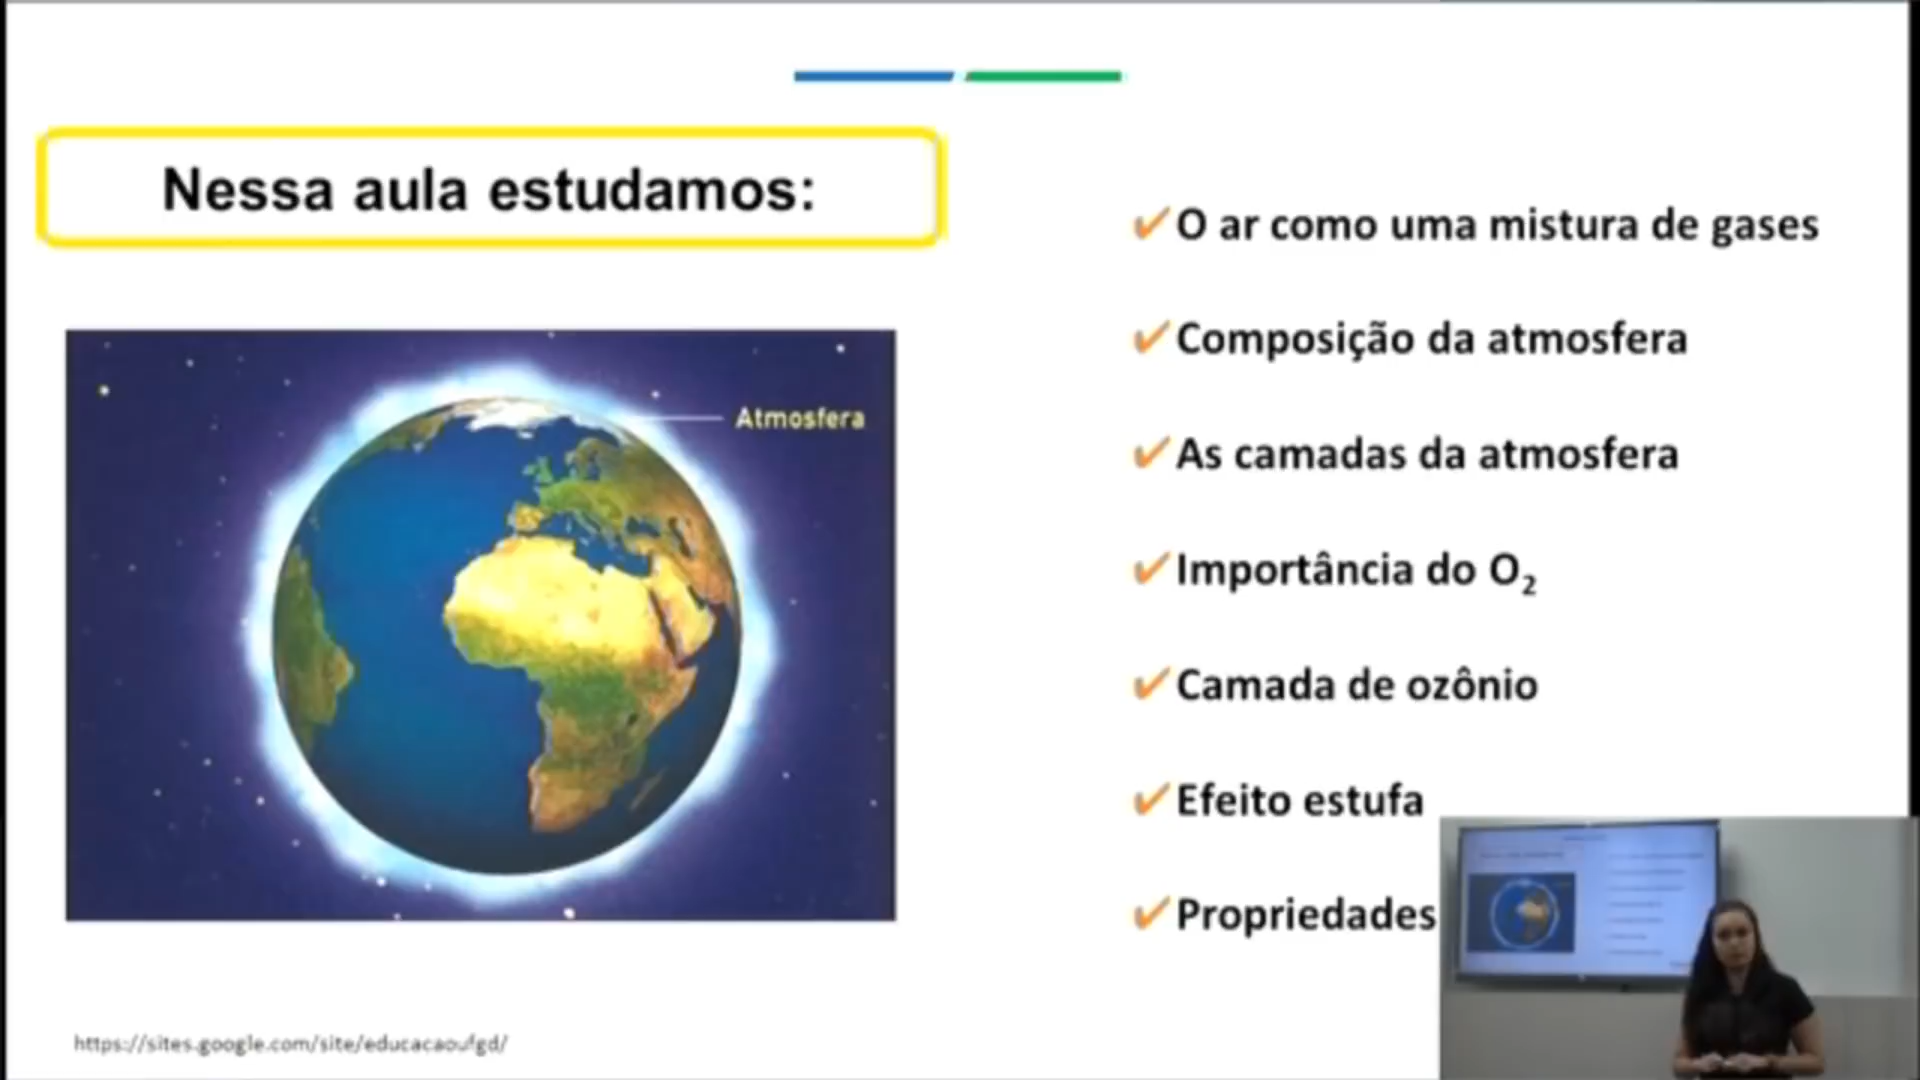 Nessa aula estudamos:
Atmosfera
✔O ar como uma mistura de gases
✔Composição da atmosfera
✔As camadas da atmosfera
✔Importância do O₂
✔Camada de ozônio
✔Efeito estufa
✔Propriedades
https://sites.google.com/site/educacaoufgd/